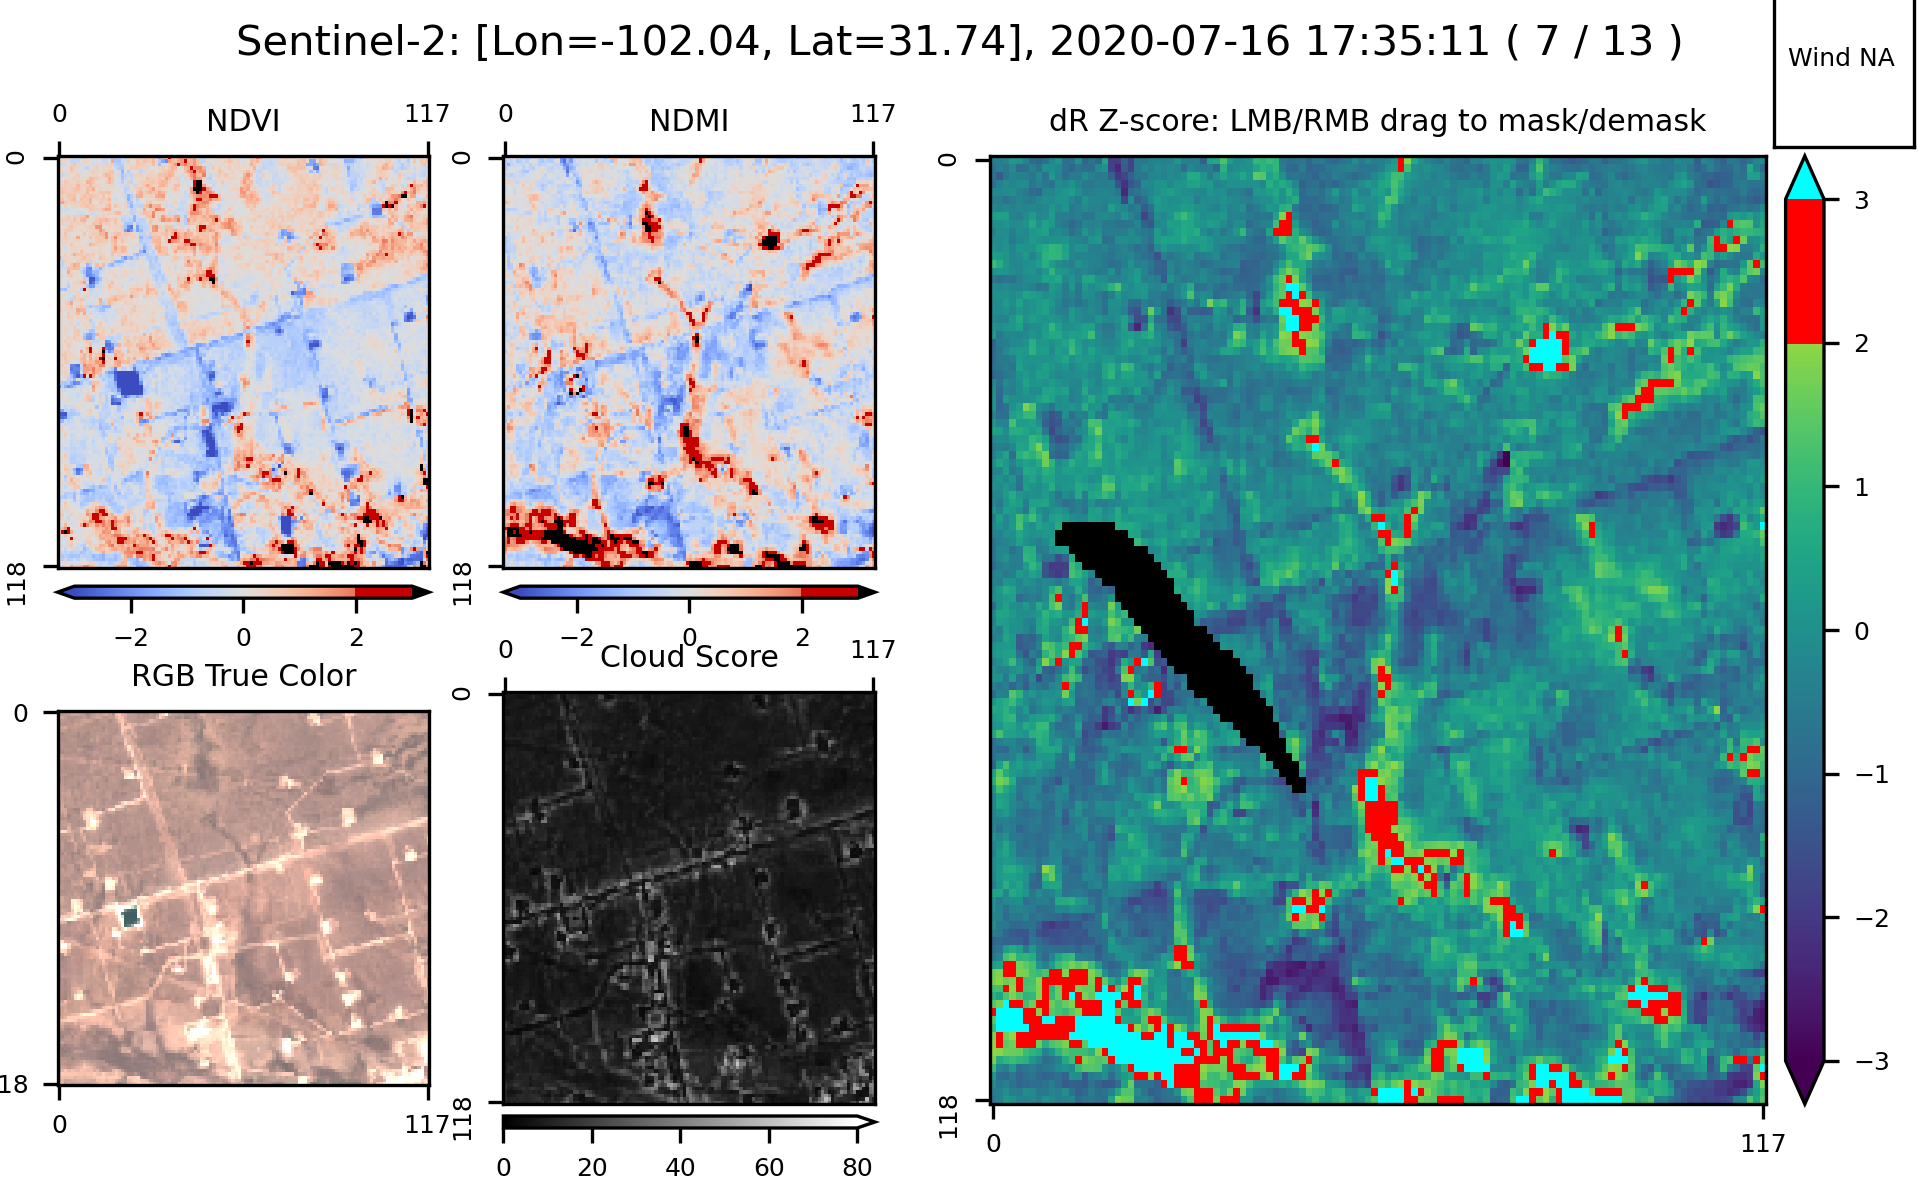 Sentinel-2: [Lon=-102.04, Lat=31.74], 2020-07-16 17:35:11 ( 7 / 13 )
Wind NA
0 NDVI 117
0
118
−2 0 2
0 NDMI 117
0
118
−2 0 2
dR Z-score: LMB/RMB drag to mask/demask
0
118
0 117
3
2
1
0
−1
−2
−3
RGB True Color
0
18
0 117
0 Cloud Score 117
0
118
0 20 40 60 80